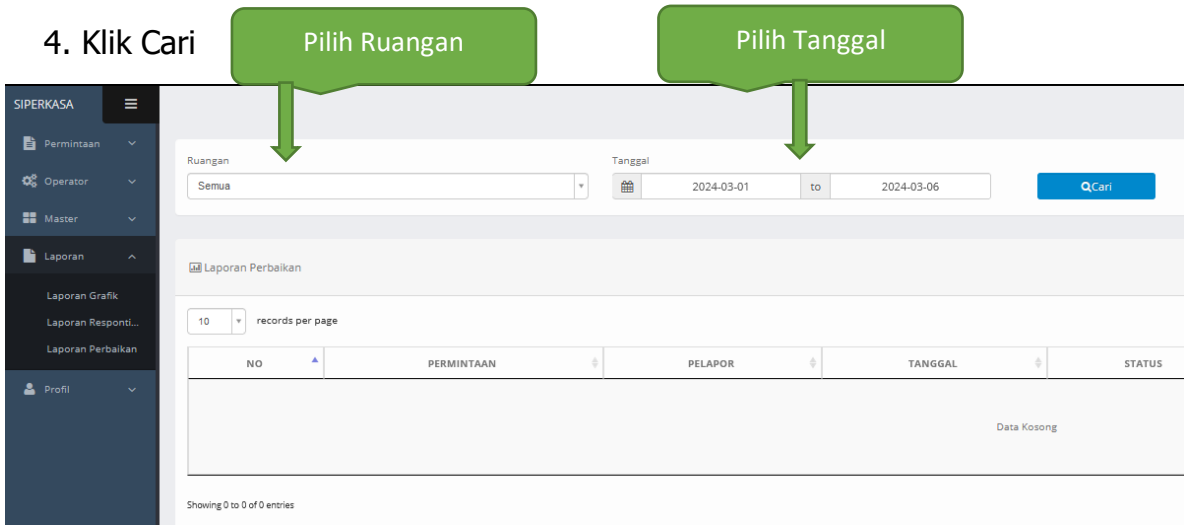 4. Klik Cari
Pilih Ruangan
Pilih Tanggal
SIPERKASA
Permintaan
Operator
Master
Laporan
Laporan Grafik
Laporan Responti...
Laporan Perbaikan
Profil
Ruangan
Semua
Tanggal
2024-03-01 to 2024-03-06
Cari
Laporan Perbaikan
10 records per page
NO PERMINTAAN PELAPOR TANGGAL STATUS
Data Kosong
Showing 0 to 0 of 0 entries